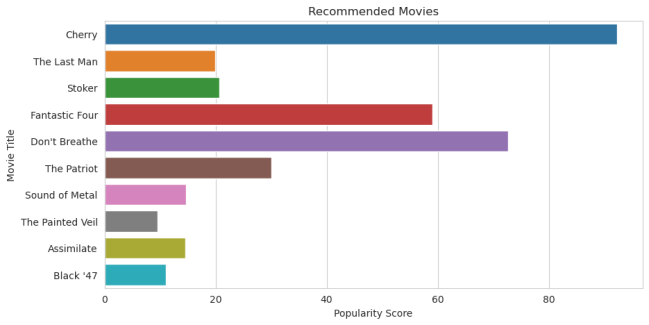 Recommended Movies
Movie Title
Cherry
The Last Man
Stoker
Fantastic Four
Don't Breathe
The Patriot
Sound of Metal
The Painted Veil
Assimilate
Black '47
0 20 40 60 80
Popularity Score